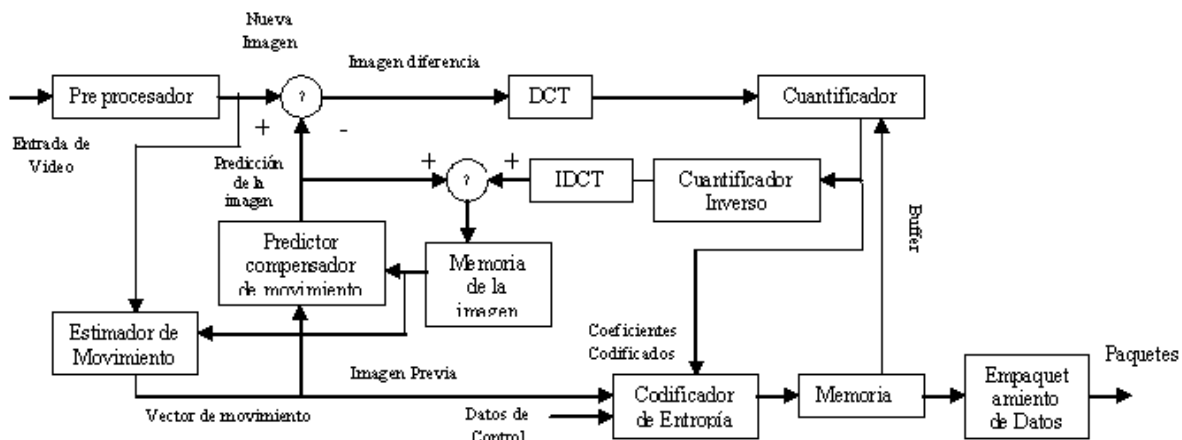 Nueva
Imagen
Imagen diferencia
Pre procesador
?
DCT
Cuantificador
+
-
Entrada de
Video
Predicción
de la
imagen
+
?
+
IDCT
Cuantificador
Inverso
Buffer
Predictor
compensador
de movimiento
Memoria
de la
imagen
Estimador de
Movimiento
Coeficientes
Codificados
Paquetes
Imagen Previa
Vector de movimiento
Datos de
Control
Codificador
de Entropía
Memoria
Empaquet
amiento
de Datos